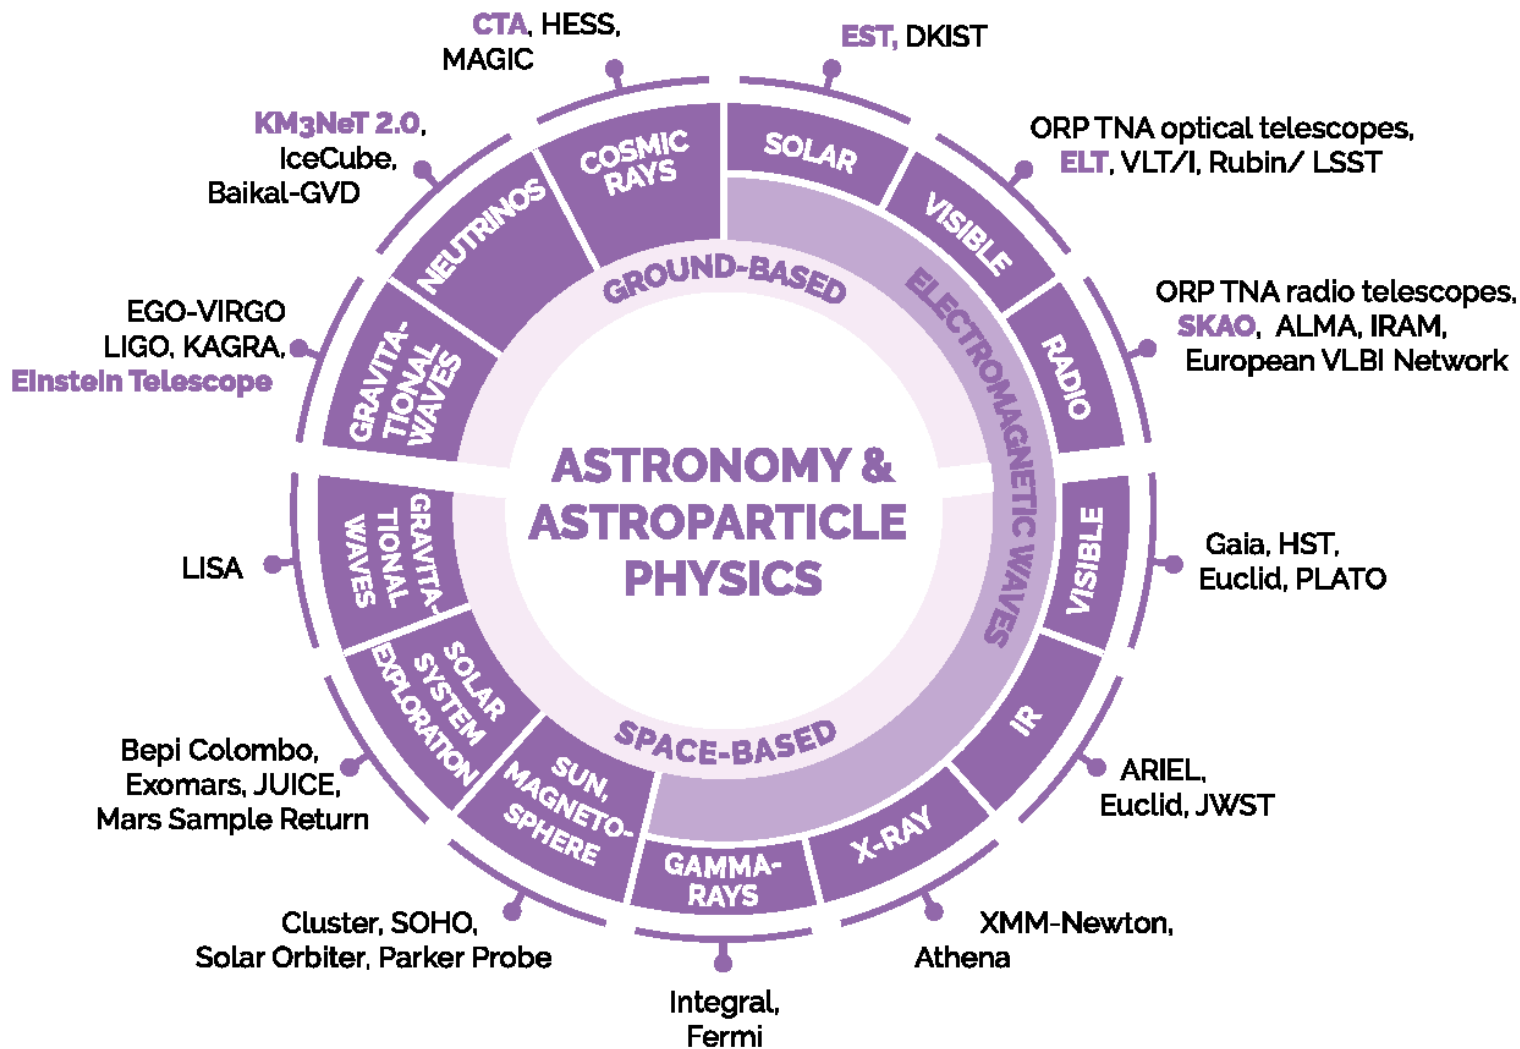 CTA, HESS,
MAGIC
EST, DKIST
KM3NeT 2.0,
IceCube,
Baikal-GVD
ORP TNA optical telescopes,
ELT, VLT/I, Rubin/ LSST
EGO-VIRGO
LIGO, KAGRA,
Einstein Telescope
ORP TNA radio telescopes,
SKAO, ALMA, IRAM,
European VLBI Network
COSMIC
RAYS
SOLAR
NEUTRINOS
VISIBLE
GRAVITA-
TIONAL
WAVES
RADIO
GROUND-BASED
ELECTROMAGNETIC WAVES
ASTRONOMY &
ASTROPARTICLE
PHYSICS
GRAVITA-
TIONAL
WAVES
VISIBLE
LISA
Gaia, HST,
Euclid, PLATO
SOLAR
SYSTEM
EXPLORATION
IR
SPACE-BASED
SUN,
MAGNETO-
SPHERE
GAMMA-
RAYS
X-RAY
Bepi Colombo,
Exomars, JUICE,
Mars Sample Return
ARIEL,
Euclid, JWST
Cluster, SOHO,
Solar Orbiter, Parker Probe
XMM-Newton,
Athena
Integral,
Fermi